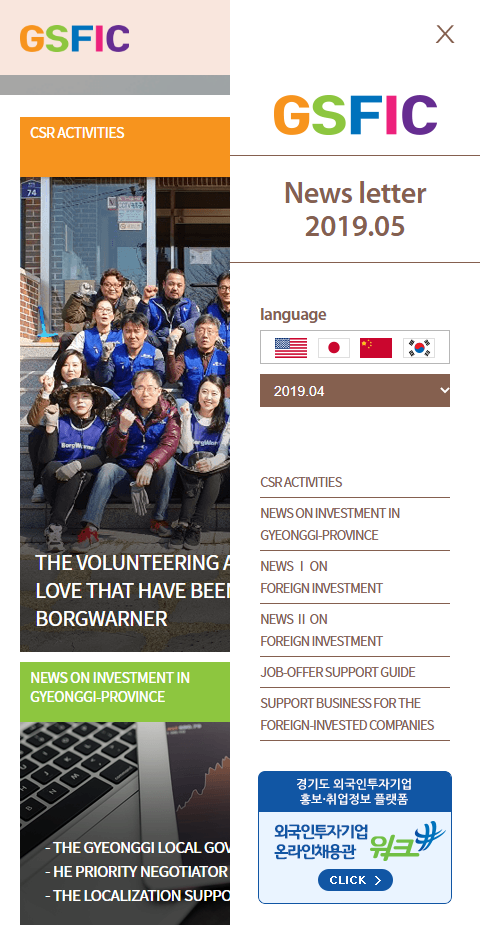 GSFIC
CSR ACTIVITIES
74
BorgWarner
THE VOLUNTEERING A
LOVE THAT HAVE BEEN
BORGWARNER
NEWS ON INVESTMENT IN
GYEONGGI-PROVINCE
- THE GYEONGGI LOCAL GOV
- HE PRIORITY NEGOTIATOR
- THE LOCALIZATION SUPPO
X
GSFIC
News letter
2019.05
language
2019.04
CSR ACTIVITIES
NEWS ON INVESTMENT IN
GYEONGGI-PROVINCE
NEWS Ⅰ ON
FOREIGN INVESTMENT
NEWS Ⅱ ON
FOREIGN INVESTMENT
JOB-OFFER SUPPORT GUIDE
SUPPORT BUSINESS FOR THE
FOREIGN-INVESTED COMPANIES
경기도 외국인투자기업
홍보·취업정보 플랫폼
외국인투자기업
온라인채용관 워크
CLICK >